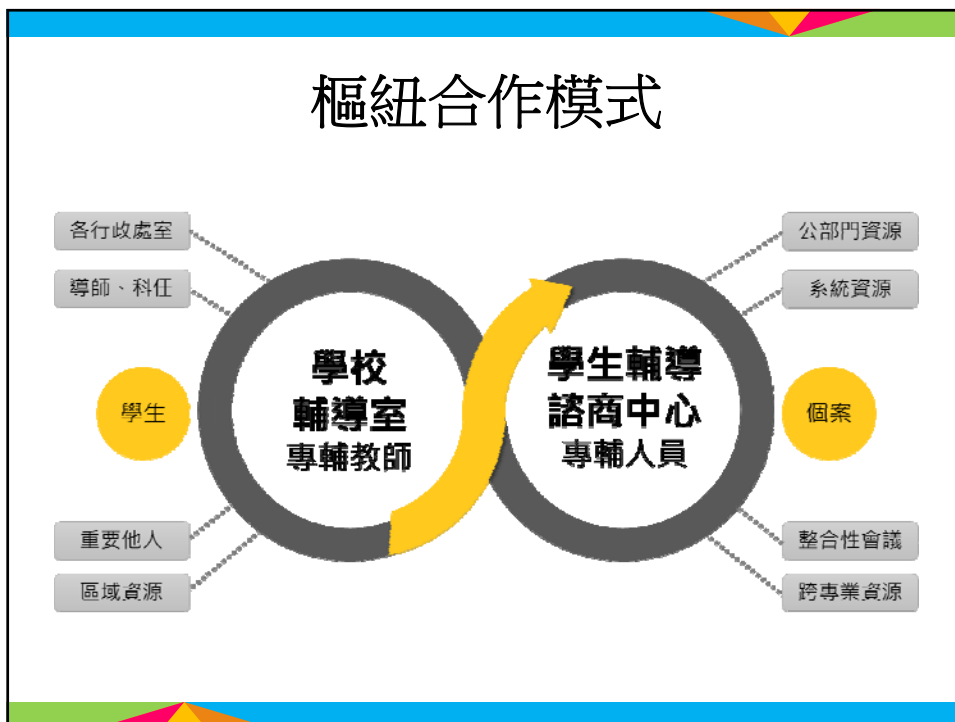 樞紐合作模式
各行政處室
導師、科任
學生
重要他人
區域資源
學校
輔導室
專輔教師
學生輔導
諮商中心
專輔人員
公部門資源
系統資源
個案
整合性會議
跨專業資源